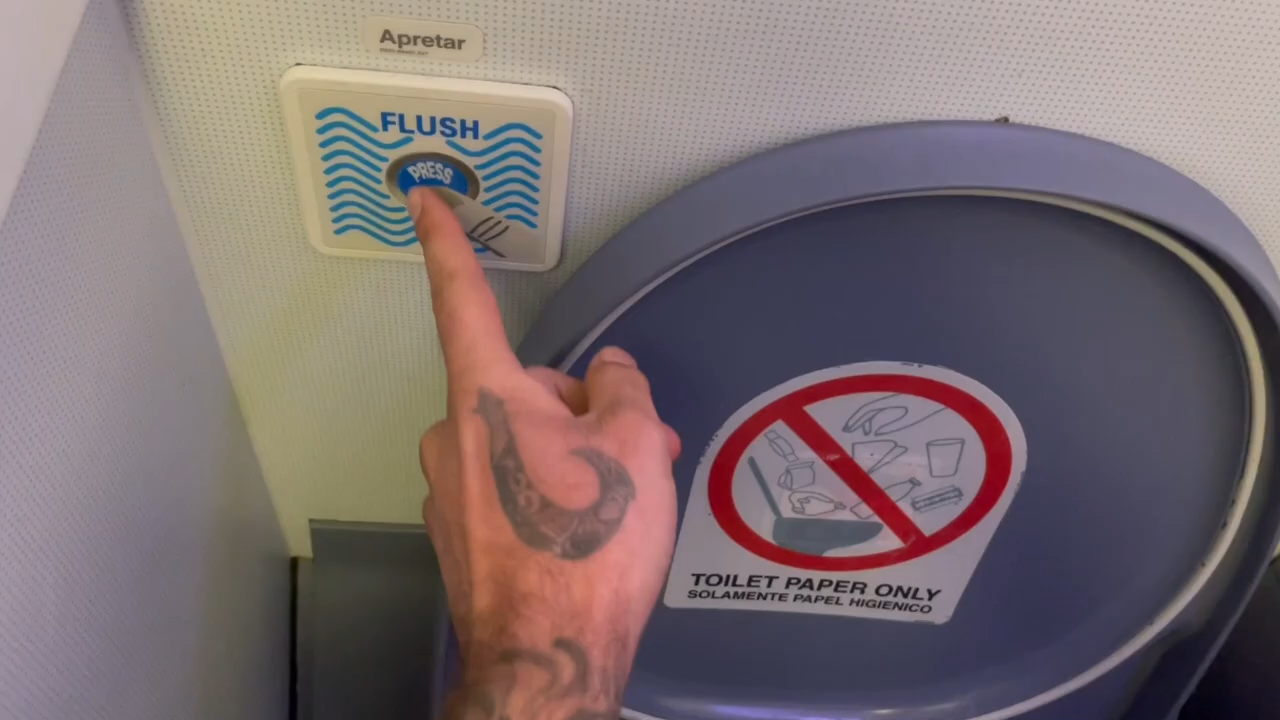 Apretar
FLUSH
PRESS
TOILET PAPER ONLY
SOLAMENTE PAPEL HIGIENICO